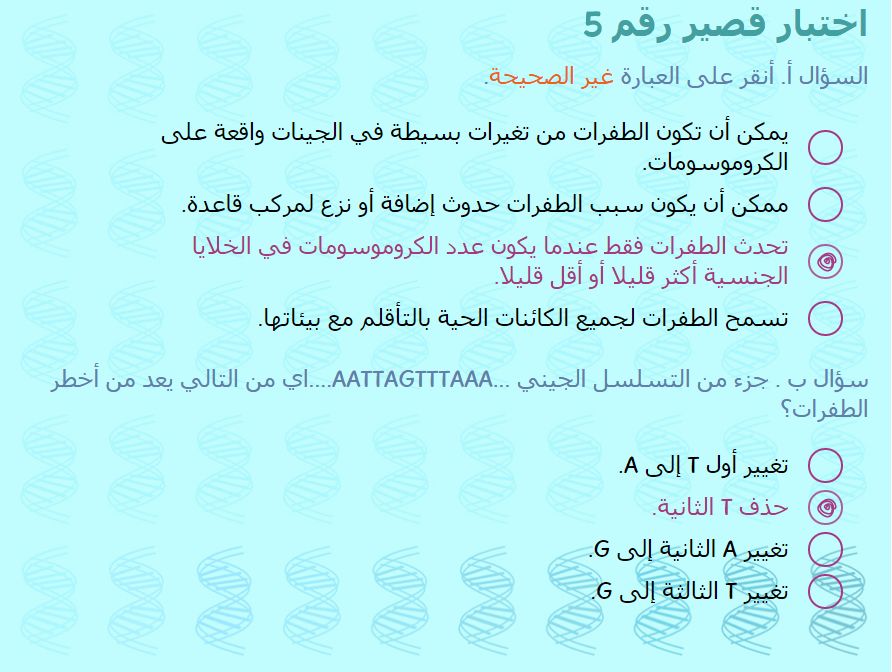 اختبار قصير رقم 5
السؤال أ. أنقر على العبارة غير الصحيحة.
يمكن أن تكون الطفرات من تغيرات بسيطة في الجينات واقعة على
الكروموسومات.
ممكن أن يكون سبب الطفرات حدوث إضافة أو نزع لمركب قاعدة.
تحدث الطفرات فقط عندما يكون عدد الكروموسومات في الخلايا
الجنسية أكثر قليلا أو أقل قليلا.
تسمح الطفرات لجميع الكائنات الحية بالتأقلم مع بيئاتها.
سؤال ب . جزء من التسلسل الجيني ...AATTAGTTTAAA....اي من التالي يعد من أخطر
الطفرات؟
تغيير أول T إلى A.
حذف T الثانية.
تغيير A الثانية إلى G.
تغيير T الثالثة إلى G.